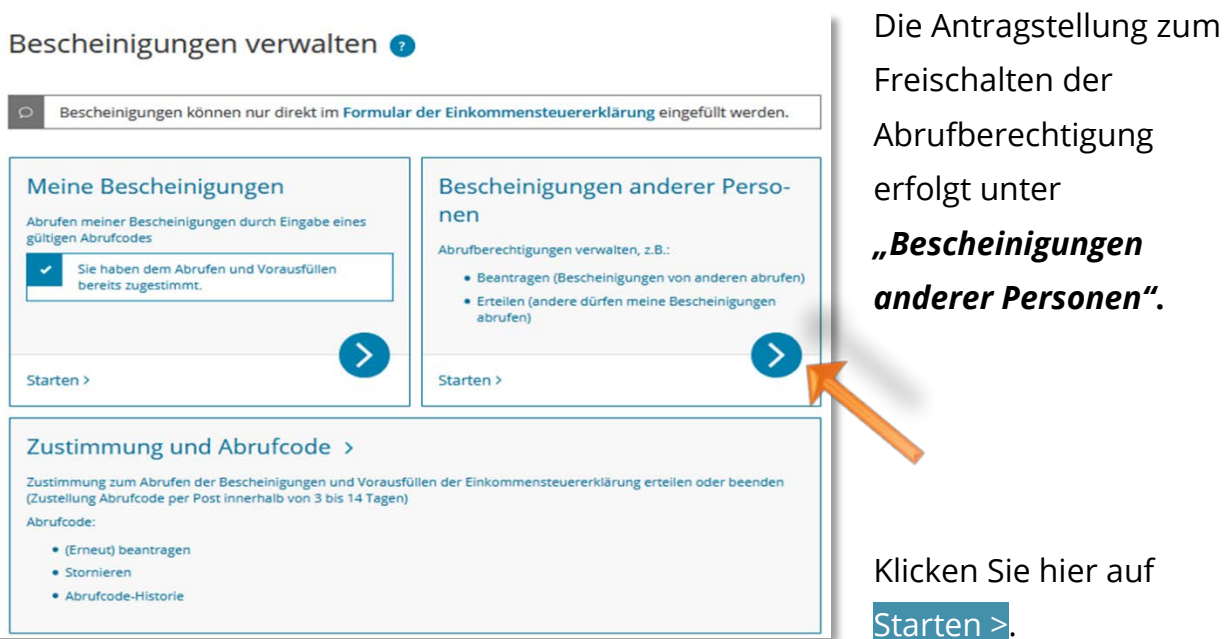 Bescheinigungen verwalten ?
Bescheinigungen können nur direkt im Formular der Einkommensteuererklärung eingefüllt werden.
Meine Bescheinigungen
Abrufen meiner Bescheinigungen durch Eingabe eines
gültigen Abrufcodes
Sie haben dem Abrufen und Vorausfüllen
bereits zugestimmt.
Starten >
Bescheinigungen anderer Perso-
nen
Abrufberechtigungen verwalten, z.B.:
• Beantragen (Bescheinigungen von anderen abrufen)
• Erteilen (andere dürfen meine Bescheinigungen
abrufen)
Starten >
Zustimmung und Abrufcode >
Zustimmung zum Abrufen der Bescheinigungen und Vorausfüllen der Einkommensteuererklärung erteilen oder beenden
(Zustellung Abrufcode per Post innerhalb von 3 bis 14 Tagen)
Abrufcode:
• (Erneut) beantragen
• Stornieren
• Abrufcode-Historie
Die Antragstellung zum
Freischalten der
Abrufberechtigung
erfolgt unter
„Bescheinigungen
anderer Personen“.
Klicken Sie hier auf
Starten >.